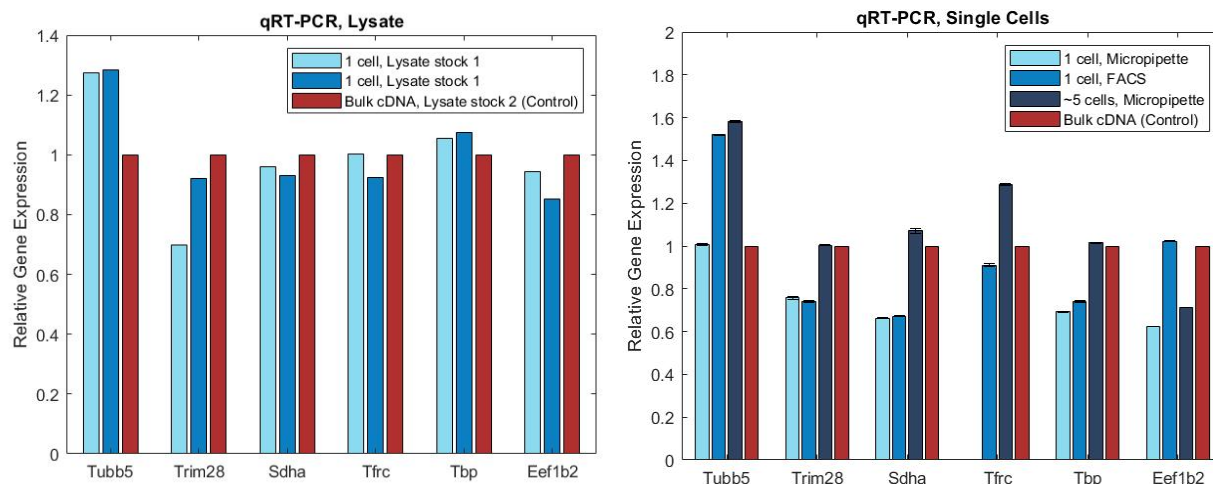 qRT-PCR, Lysate
1.4
1.2
1
0.8
0.6
0.4
0.2
0
Relative Gene Expression
1 cell, Lysate stock 1
1 cell, Lysate stock 1
Bulk cDNA, Lysate stock 2 (Control)
Tubb5 Trim28 Sdha Tfrc Tbp Eef1b2
qRT-PCR, Single Cells
2
1.8
1.6
1.4
1.2
1
0.8
0.6
0.4
0.2
0
Relative Gene Expression
1 cell, Micropipette
1 cell, FACS
~5 cells, Micropipette
Bulk cDNA (Control)
Tubb5 Trim28 Sdha Tfrc Tbp Eef1b2